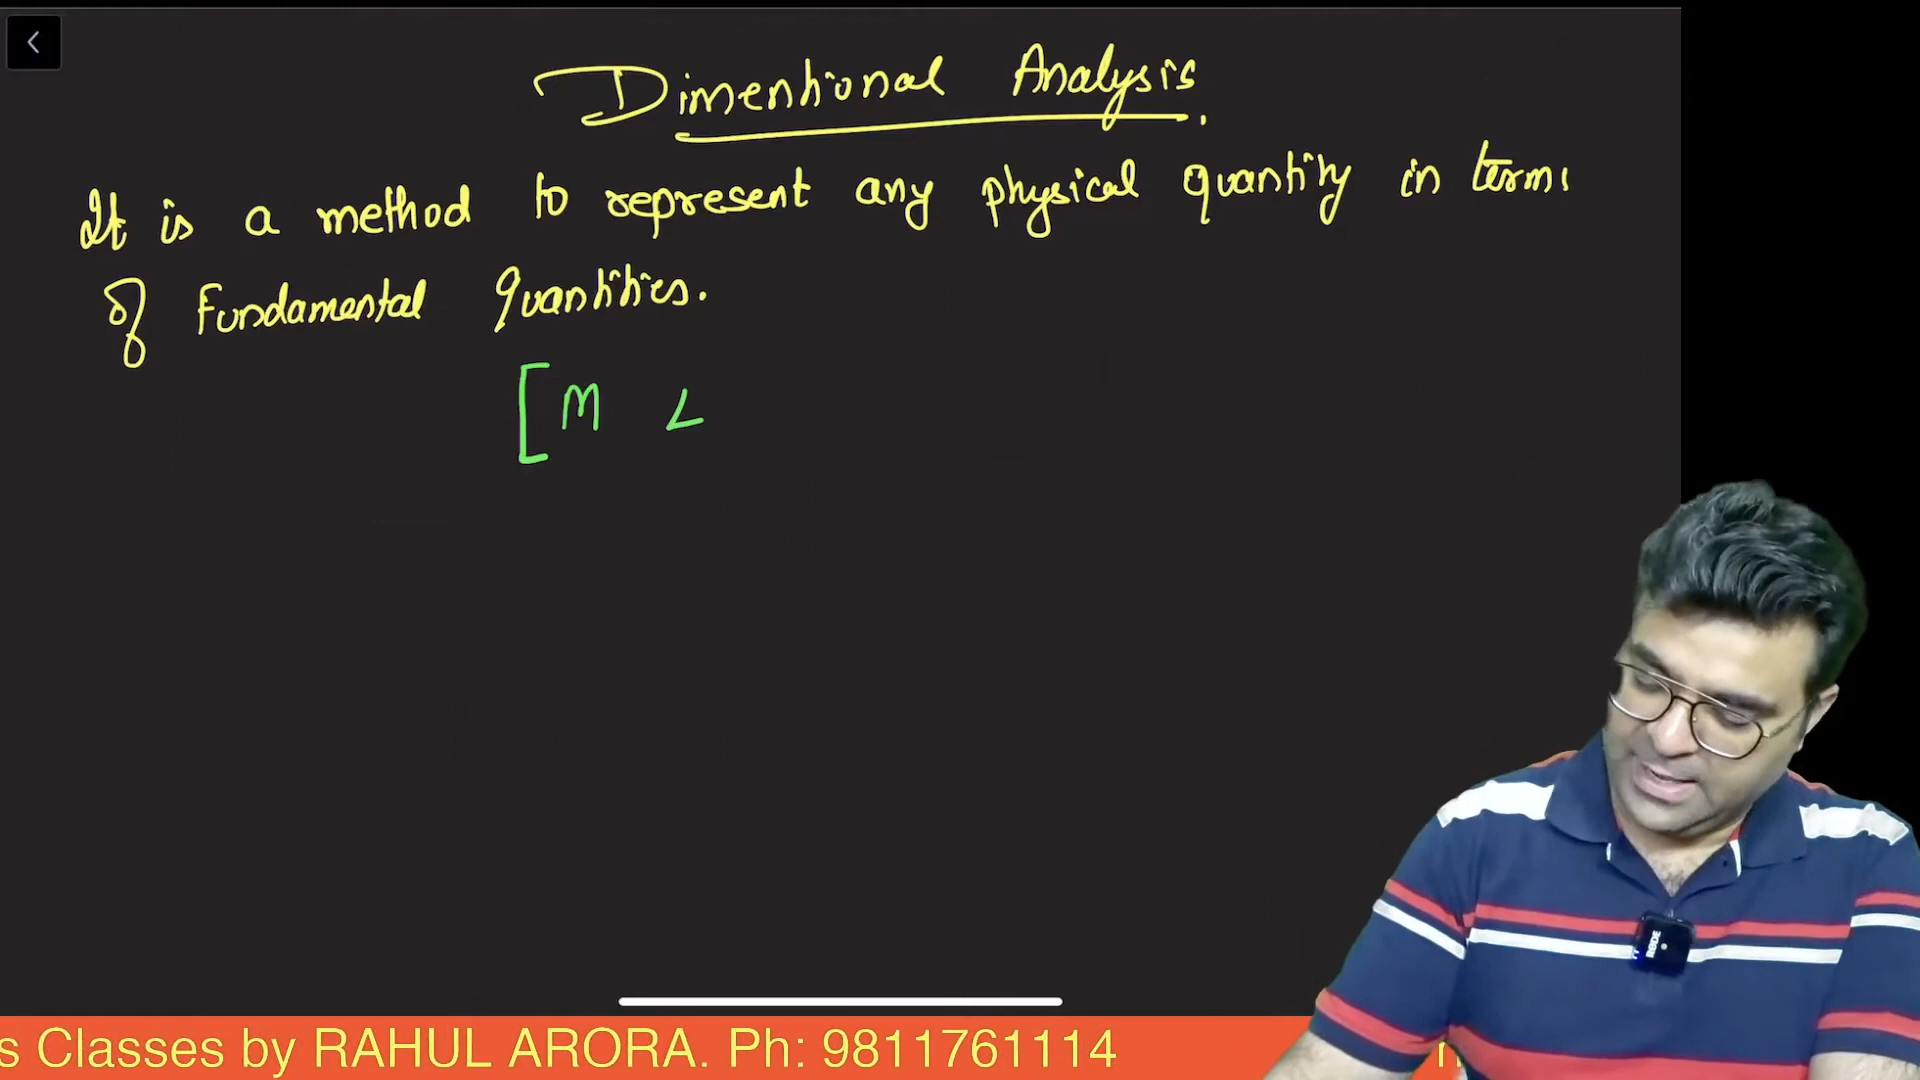 Dimentional Analysis.
It is a method to represent any physical quantity in terms
of Fundamental Quantities.
[ M L
RODE
s Classes by RAHUL ARORA. Ph: 9811761114